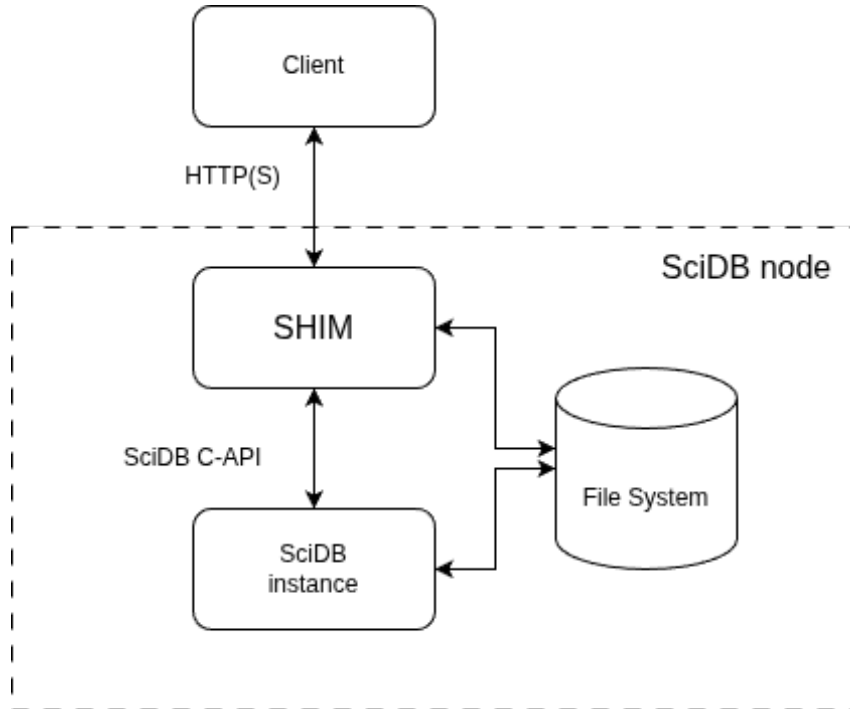 Client
HTTP(S)
SciDB node
SHIM
SciDB C-API
File System
SciDB
instance